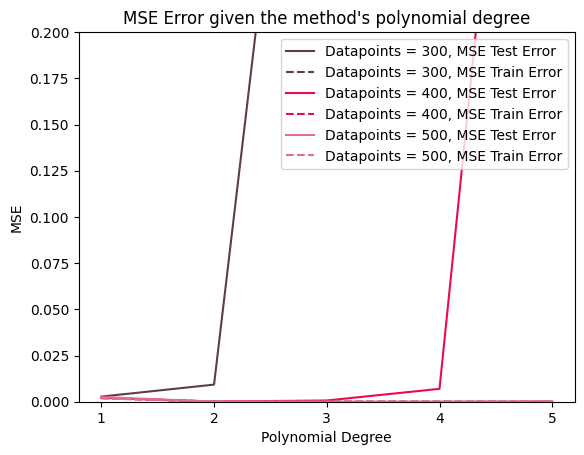 MSE Error given the method's polynomial degree
0.200
0.175
0.150
0.125
0.100
0.075
0.050
0.025
0.000
MSE
Datapoints = 300, MSE Test Error
Datapoints = 300, MSE Train Error
Datapoints = 400, MSE Test Error
Datapoints = 400, MSE Train Error
Datapoints = 500, MSE Test Error
Datapoints = 500, MSE Train Error
1 2 3 4 5
Polynomial Degree